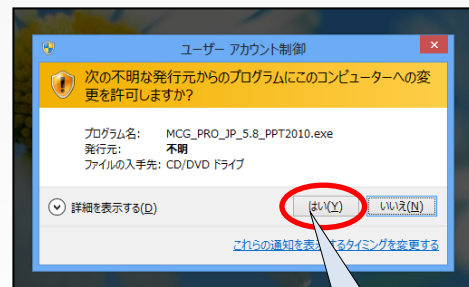 ユーザー アカウント制御
次の不明な発行元からのプログラムにこのコンピューターへの変
更を許可しますか?
プログラム名: MCG_PRO_JP_5.8_PPT2010.exe
発行元: 不明
ファイルの入手先: CD/DVD ドライブ
詳細を表示する(D)
はい(Y)
いいえ(N)
これらの通知を表示するタイミングを変更する